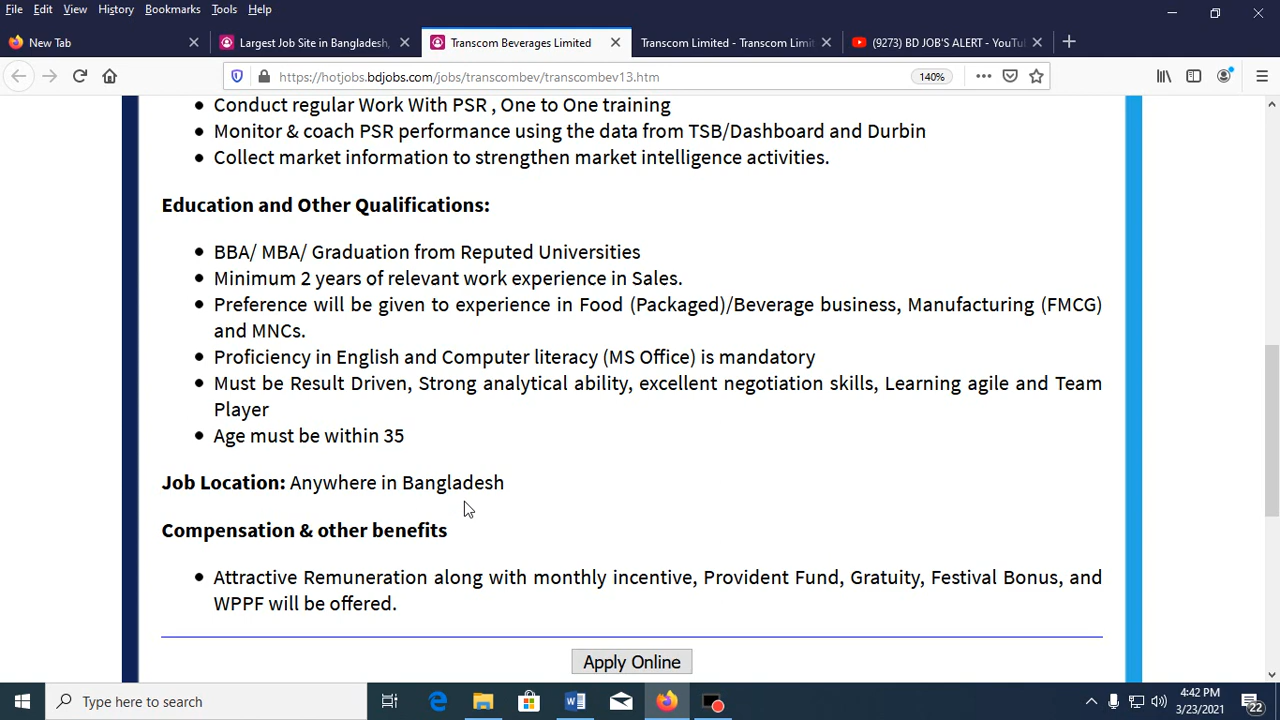 File Edit View History Bookmarks Tools Help
New Tab
Largest Job Site in Bangladesh,
Transcom Beverages Limited
Transcom Limited - Transcom Limit
(9273) BD JOB'S ALERT - YouTu
https://hotjobs.bdjobs.com/jobs/transcombev/transcombev13.htm
140%
Conduct regular Work With PSR , One to One training
Monitor & coach PSR performance using the data from TSB/Dashboard and Durbin
Collect market information to strengthen market intelligence activities.
Education and Other Qualifications:
BBA/ MBA/ Graduation from Reputed Universities
Minimum 2 years of relevant work experience in Sales.
Preference will be given to experience in Food (Packaged)/Beverage business, Manufacturing (FMCG)
and MNCs.
Proficiency in English and Computer literacy (MS Office) is mandatory
Must be Result Driven, Strong analytical ability, excellent negotiation skills, Learning agile and Team
Player
Age must be within 35
Job Location: Anywhere in Bangladesh
Compensation & other benefits
Attractive Remuneration along with monthly incentive, Provident Fund, Gratuity, Festival Bonus, and
WPPF will be offered.
Apply Online
Type here to search
4:42 PM
3/23/2021
22